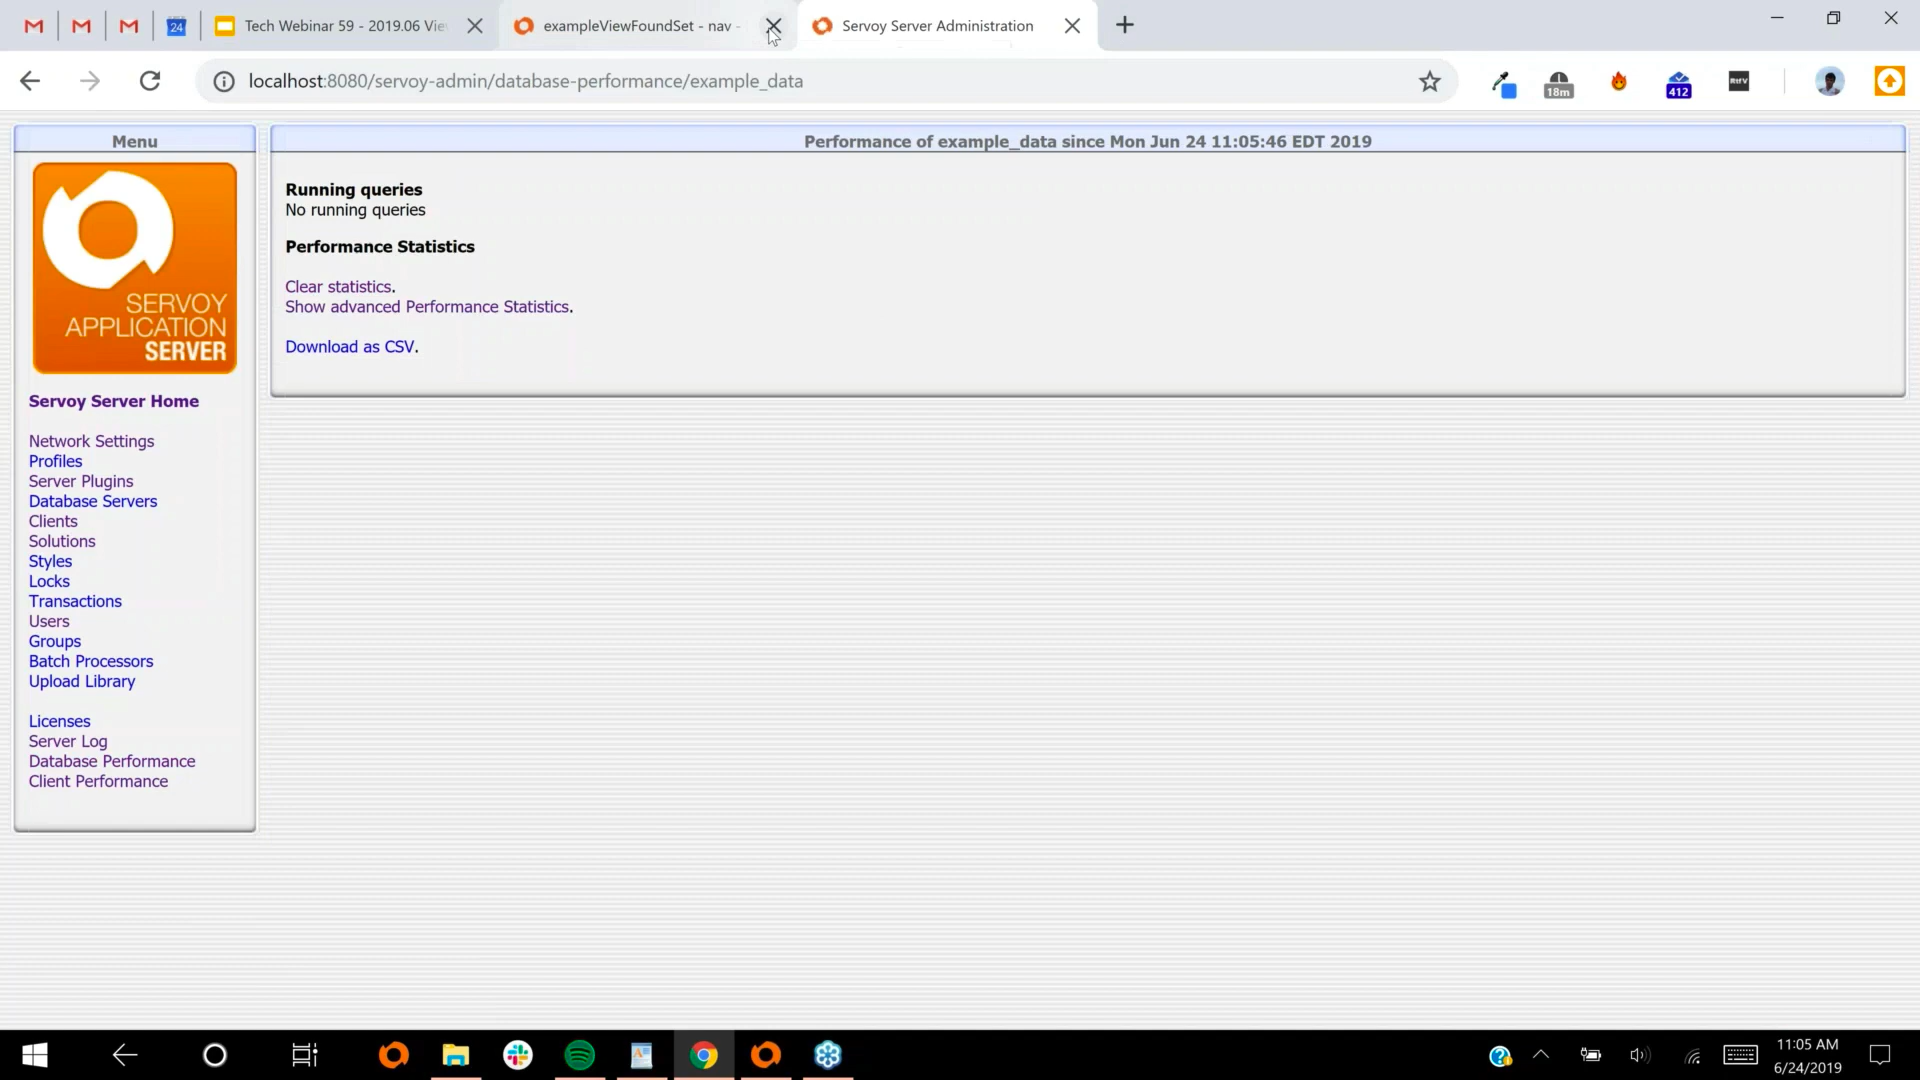 24
Tech Webinar 59 - 2019.06 Vie
exampleViewFoundSet - nav -
Servoy Server Administration
localhost:8080/servoy-admin/database-performance/example_data
18m
412
Menu
Performance of example_data since Mon Jun 24 11:05:46 EDT 2019
SERVOY
APPLICATION
SERVER
Running queries
No running queries
Performance Statistics
Clear statistics.
Show advanced Performance Statistics.
Download as CSV.
Servoy Server Home
Network Settings
Profiles
Server Plugins
Database Servers
Clients
Solutions
Styles
Locks
Transactions
Users
Groups
Batch Processors
Upload Library
Licenses
Server Log
Database Performance
Client Performance
11:05 AM
6/24/2019